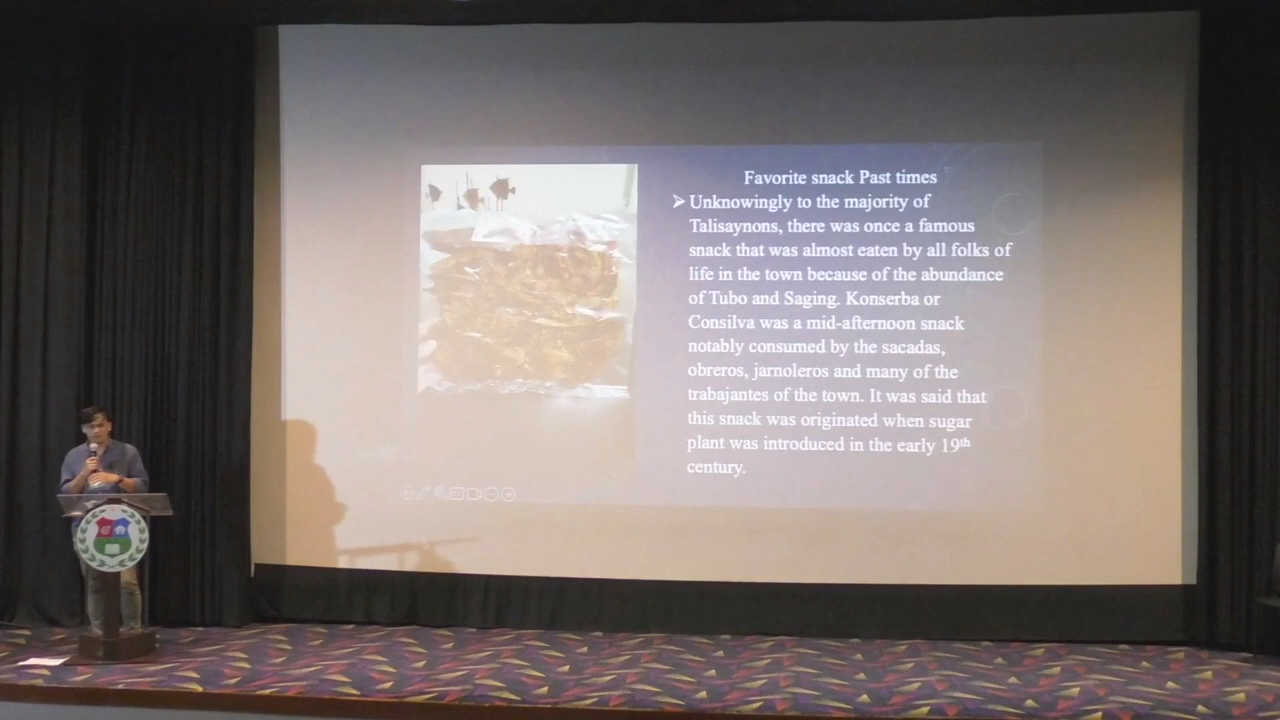 Favorite snack Past times
➢ Unknowingly to the majority of
Talisaynons, there was once a famous
snack that was almost eaten by all folks of
life in the town because of the abundance
of Tubo and Saging. Konserba or
Consilva was a mid-afternoon snack
notably consumed by the sacadas,
obreros, jarnoleros and many of the
trabajantes of the town. It was said that
this snack was originated when sugar
plant was introduced in the early 19th
century.